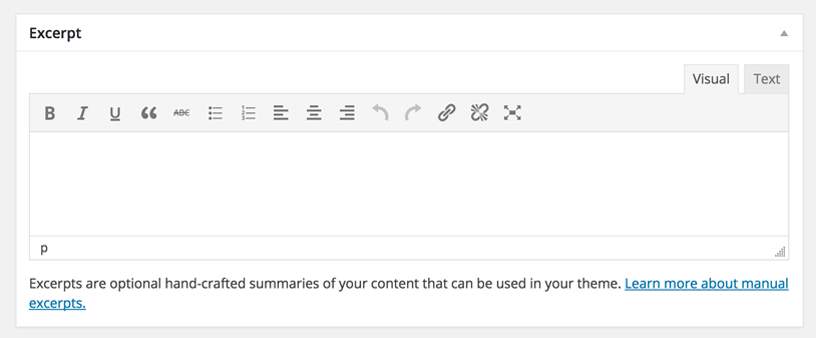 Excerpt
Visual Text
B I U ABC
p
Excerpts are optional hand-crafted summaries of your content that can be used in your theme. Learn more about manual
excerpts.